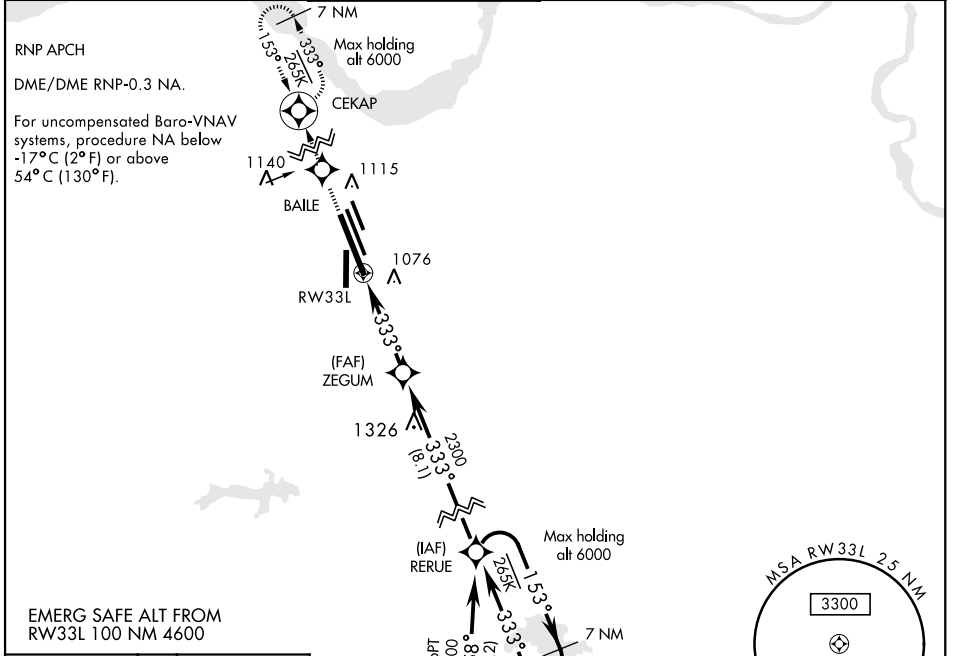 7 NM
RNP APCH
DME/DME RNP-0.3 NA.
For uncompensated Baro-VNAV
systems, procedure NA below
-17°C (2°F) or above
54°C (130°F).
153°
333°
265K
Max holding
alt 6000
CEKAP
1140
1115
BAILE
1076
RW33L
333°
(FAF)
ZEGUM
1326
2300
333°
(8.1)
(IAF)
RERUE
265K
153°
Max holding
alt 6000
333°
7 NM
MSA RW33L 25 NM
3300
EMERG SAFE ALT FROM
RW33L 100 NM 4600